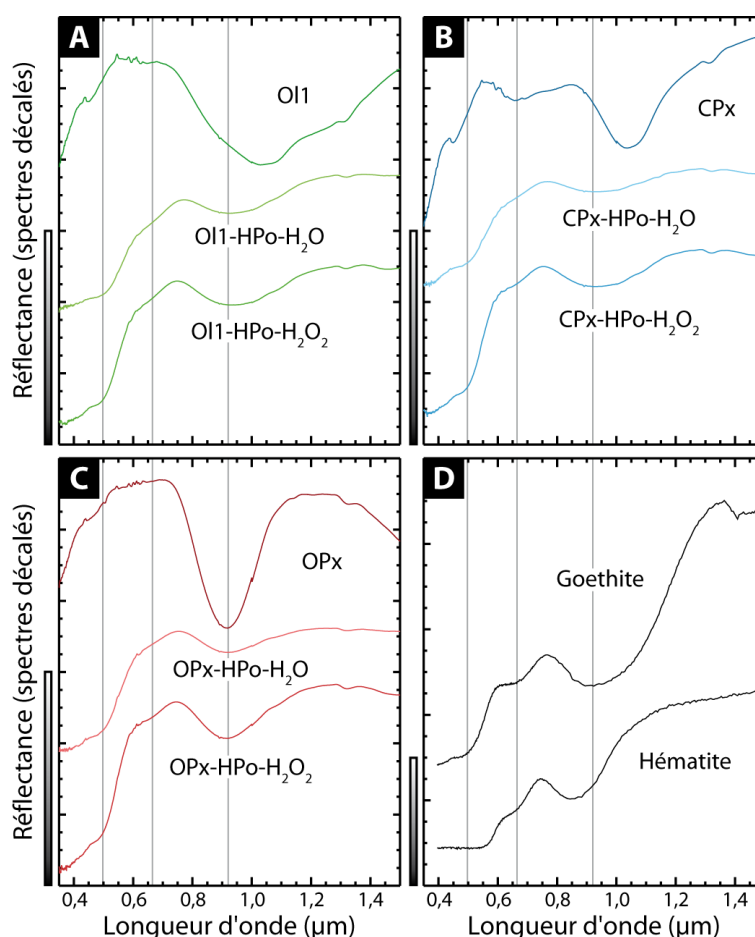 A
Ol1
Ol1-HPo-H₂O
Ol1-HPo-H₂O₂
B
CPx
CPx-HPo-H₂O
CPx-HPo-H₂O₂
Réflectance (spectres décalés)
C
OPx
OPx-HPo-H₂O
OPx-HPo-H₂O₂
D
Goethite
Hématite
Réflectance (spectres décalés)
0,4 0,6 0,8 1,0 1,2 1,4
Longueur d'onde (µm)
0,4 0,6 0,8 1,0 1,2 1,4
Longueur d'onde (µm)